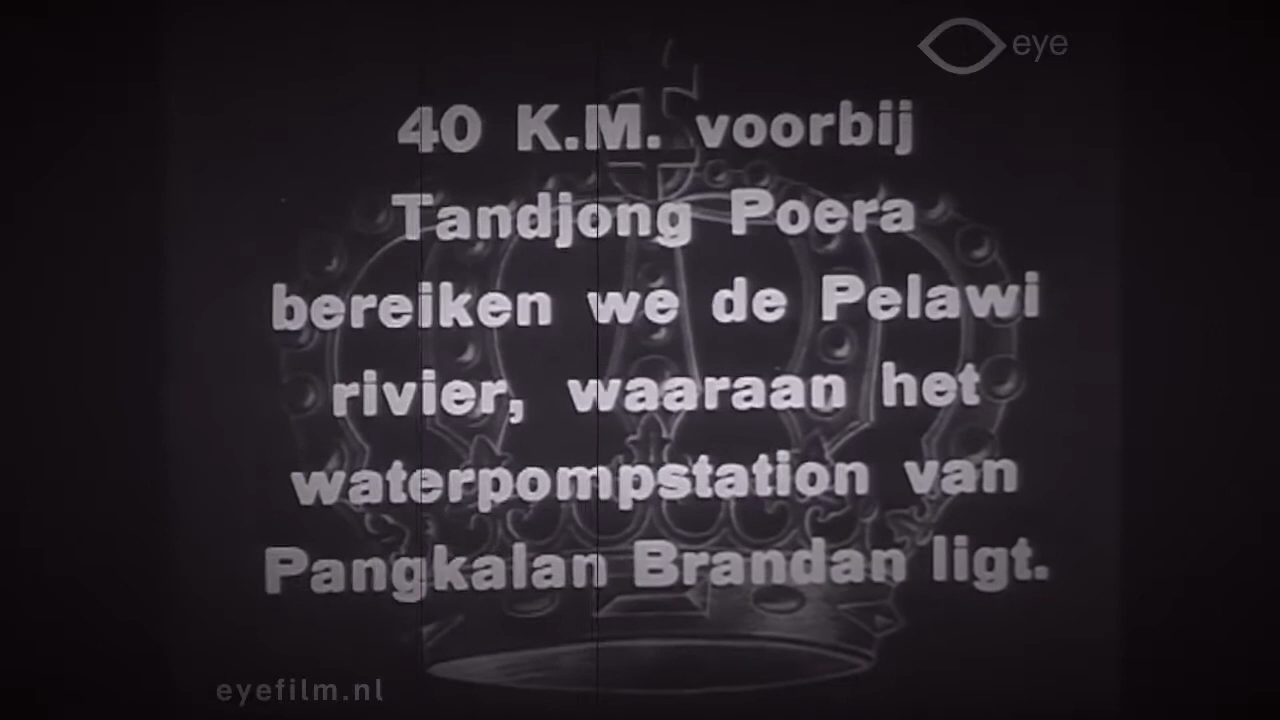 eye
40 K.M. voorbij
Tandjong Poera
bereiken we de Pelawi
rivier, waaraan het
waterpompstation van
Pangkalan Brandan ligt.
eyefilm.nl